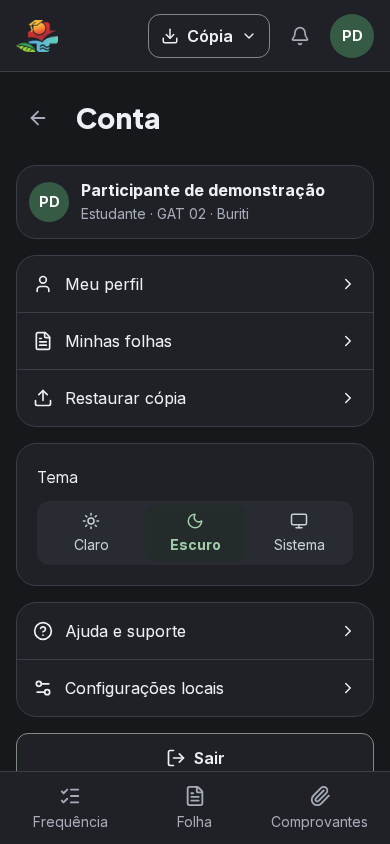 Cópia
PD
Conta
PD
Participante de demonstração
Estudante · GAT 02 · Buriti
Meu perfil
Minhas folhas
Restaurar cópia
Tema
Claro
Escuro
Sistema
Ajuda e suporte
Configurações locais
Sair
Frequência
Folha
Comprovantes